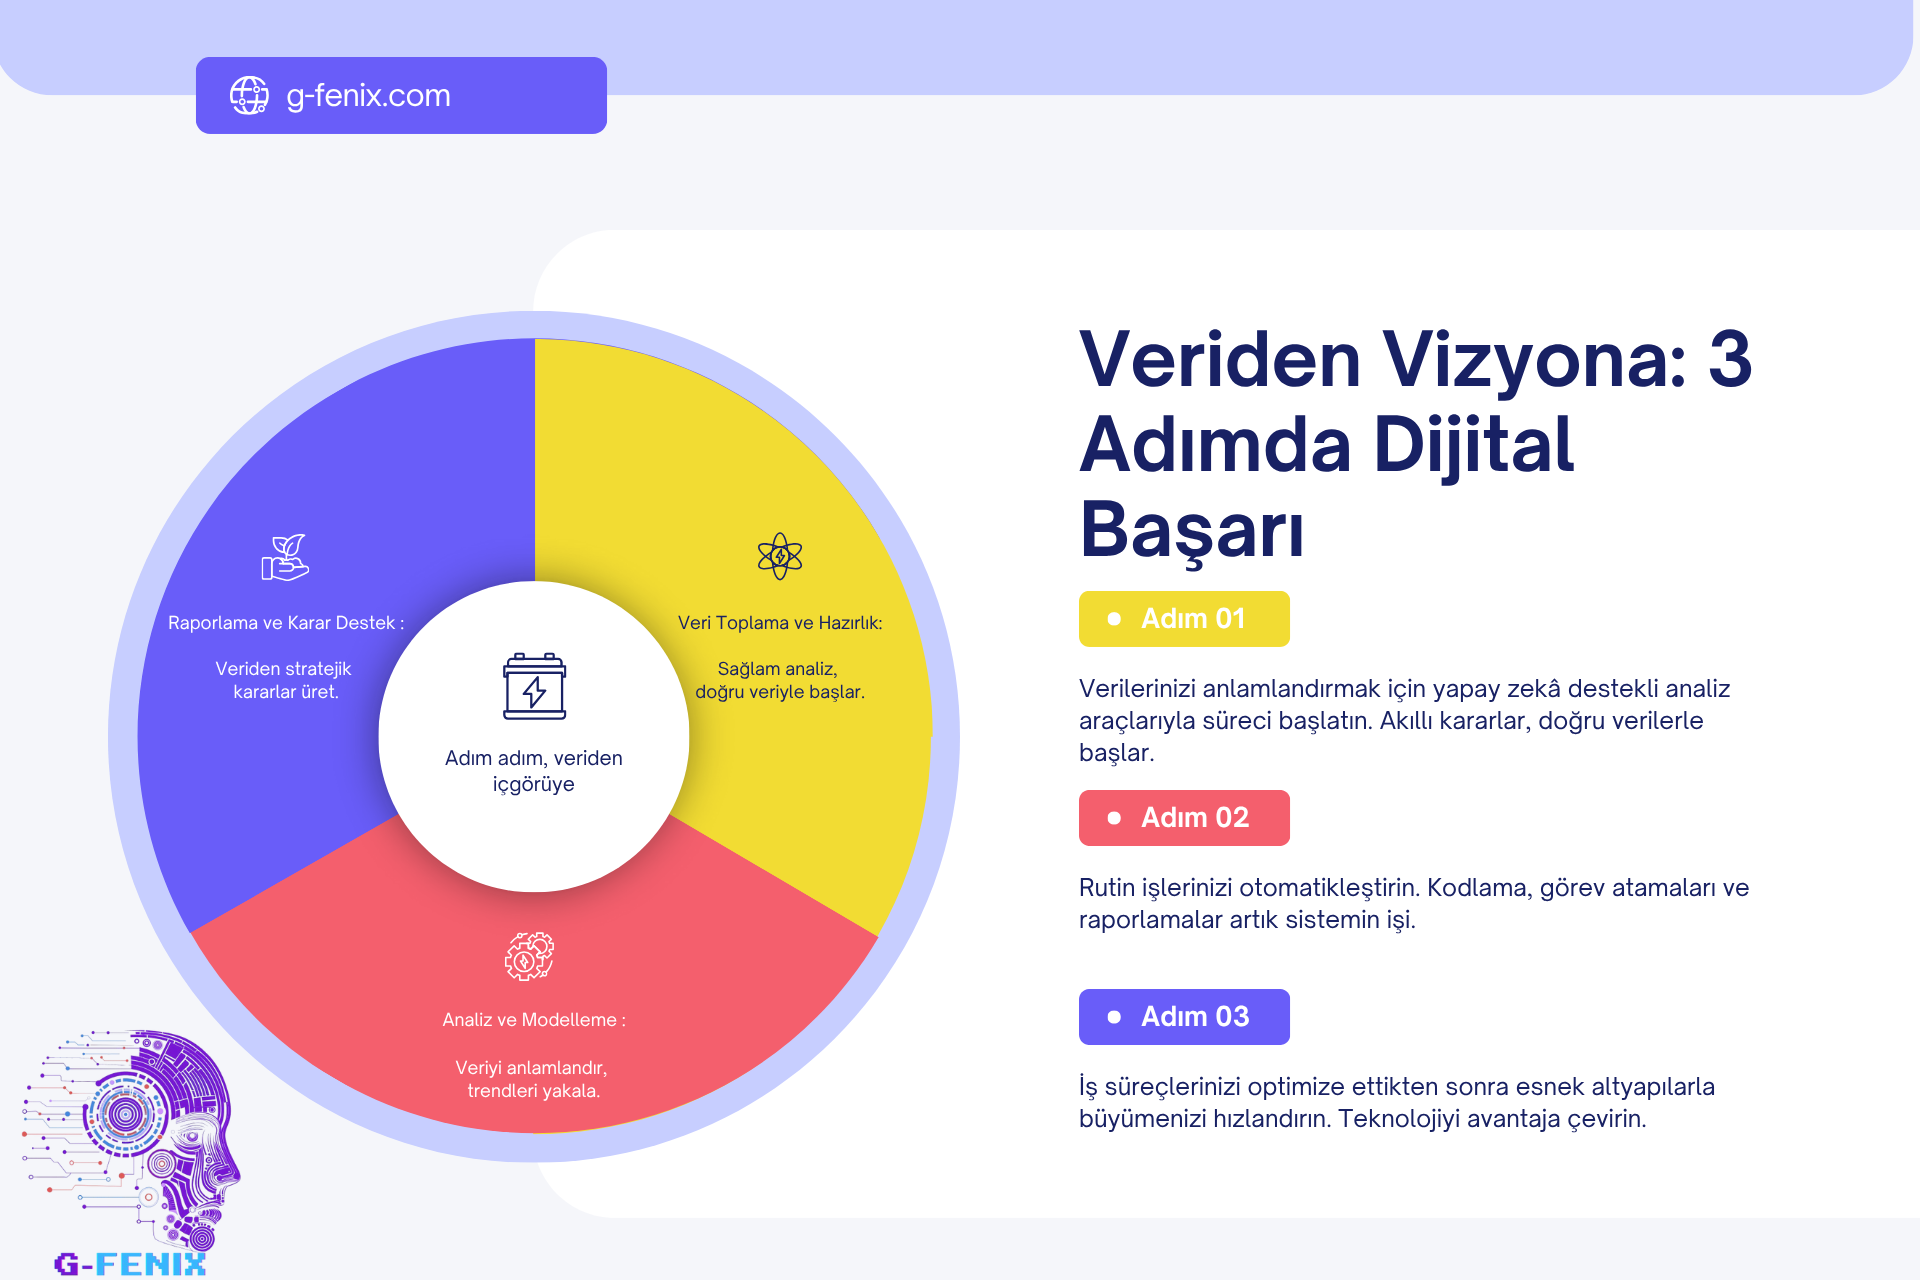 g-fenix.com
Veriden Vizyona: 3
Adımda Dijital
Başarı
Raporlama ve Karar Destek :
Veriden stratejik
kararlar üret.
Veri Toplama ve Hazırlık:
Sağlam analiz,
doğru veriyle başlar.
Adım adım, veriden
içgörüye
Analiz ve Modelleme :
Veriyi anlamlandır,
trendleri yakala.
Adım 01
Verilerinizi anlamlandırmak için yapay zekâ destekli analiz
araçlarıyla süreci başlatın. Akıllı kararlar, doğru verilerle
başlar.
Adım 02
Rutin işlerinizi otomatikleştirin. Kodlama, görev atamaları ve
raporlamalar artık sistemin işi.
Adım 03
İş süreçlerinizi optimize ettikten sonra esnek altyapılarla
büyümenizi hızlandırın. Teknolojiyi avantaja çevirin.
G-FENIX